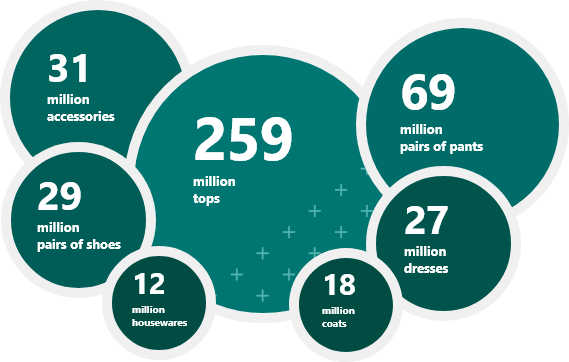 31
million
accessories
259
million
tops
69
million
pairs of pants
29
million
pairs of shoes
27
million
dresses
12
million
housewares
18
million
coats